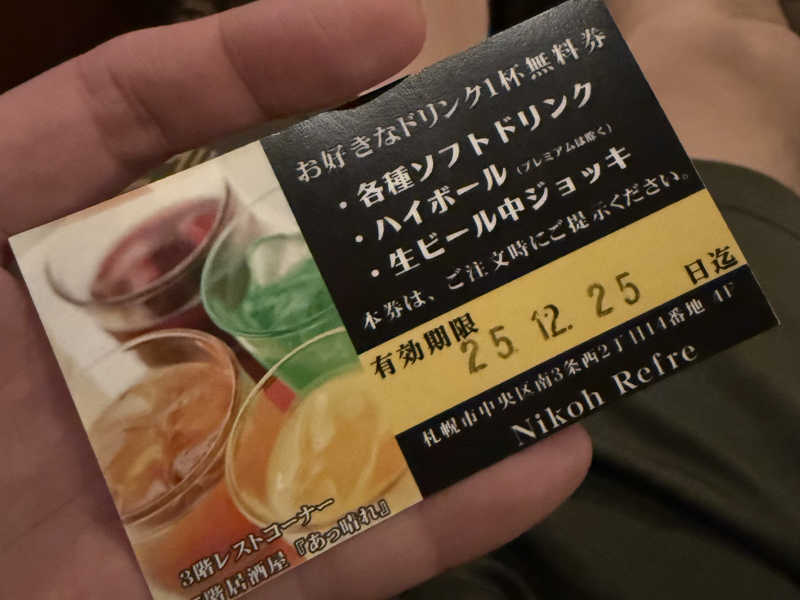 お好きなドリンク1杯無料券
・各種ソフトドリンク
・ハイボール(プレミアムは除く)
・生ビール中ジョッキ
本券は、ご注文時にご提示ください。
有効期限 25.12.25 日迄
札幌市中央区南3条西2丁目14番地 4F
Nikoh Refre
3階レストコーナー
階居酒屋『あっ晴れ』